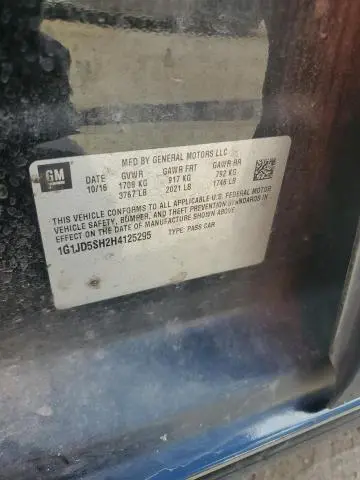 GM
MFD BY GENERAL MOTORS LLC
DATE GVWR GAWR FRT GAWR RR
10/16 1709 KG 917 KG 792 KG
3767 LB 2021 LB 1746 LB
THIS VEHICLE CONFORMS TO ALL APPLICABLE U.S. FEDERAL MOTOR
VEHICLE SAFETY, BUMPER, AND THEFT PREVENTION STANDARDS IN
EFFECT ON THE DATE OF MANUFACTURE SHOWN ABOVE.
1G1JD5SH2H4125295 TYPE: PASS CAR